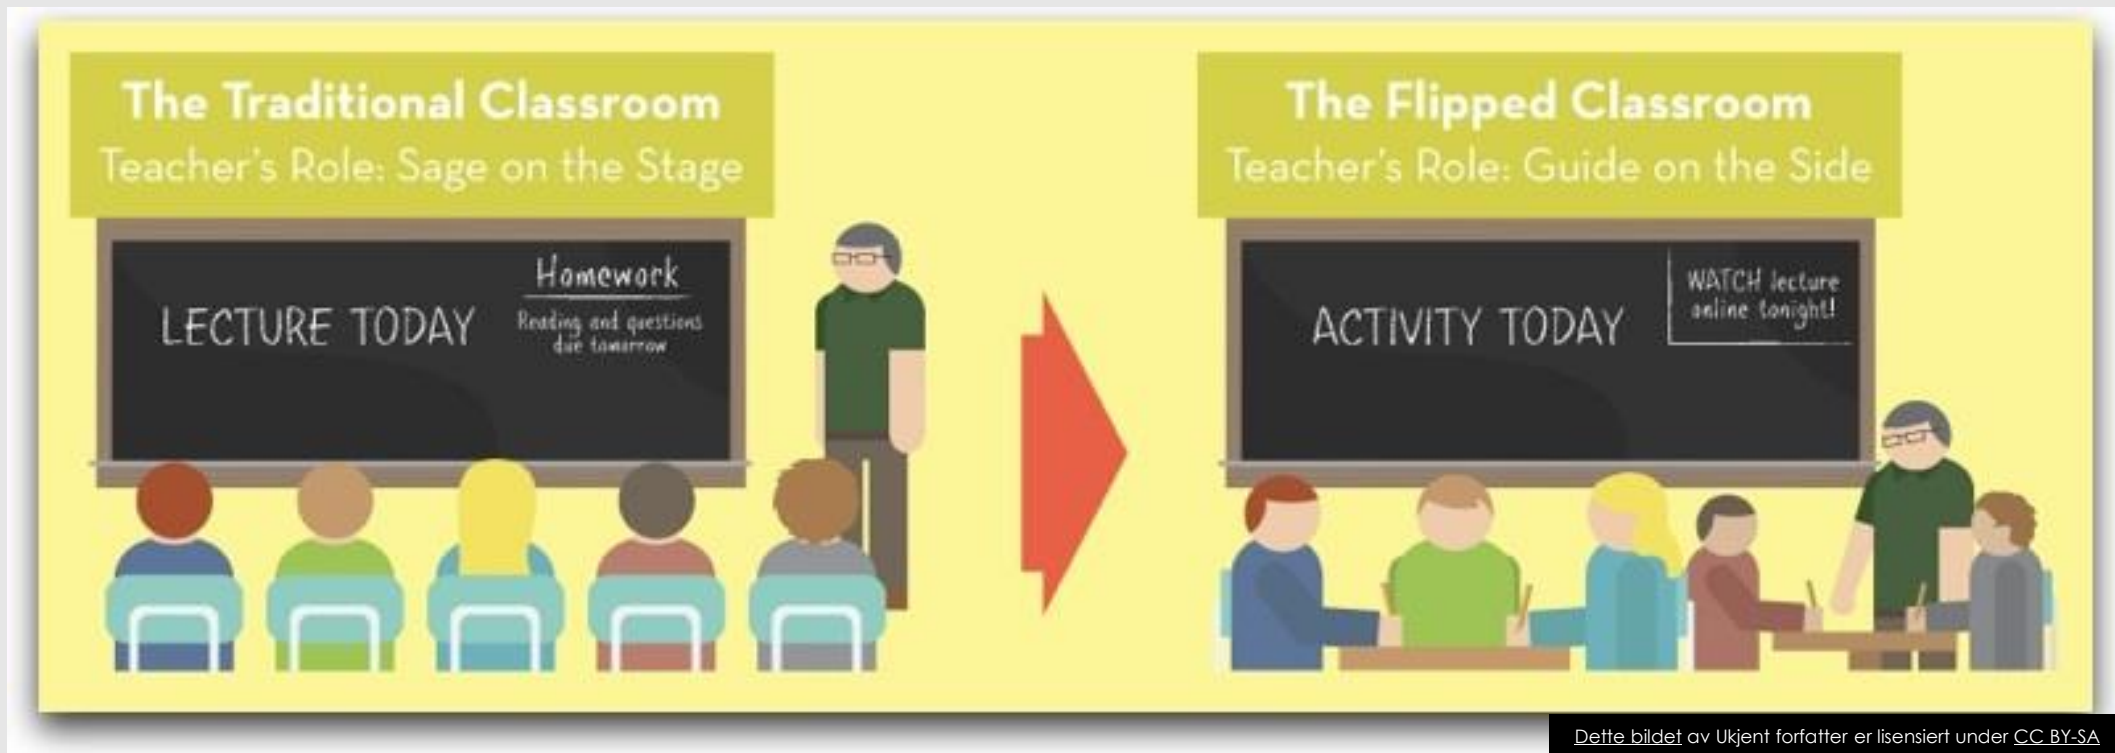 The Traditional Classroom
Teacher's Role: Sage on the Stage
LECTURE TODAY
Homework
Reading and questions
due tomorrow
The Flipped Classroom
Teacher's Role: Guide on the Side
ACTIVITY TODAY
WATCH lecture
online tonight!
Dette bildet av Ukjent forfatter er lisensiert under CC BY-SA